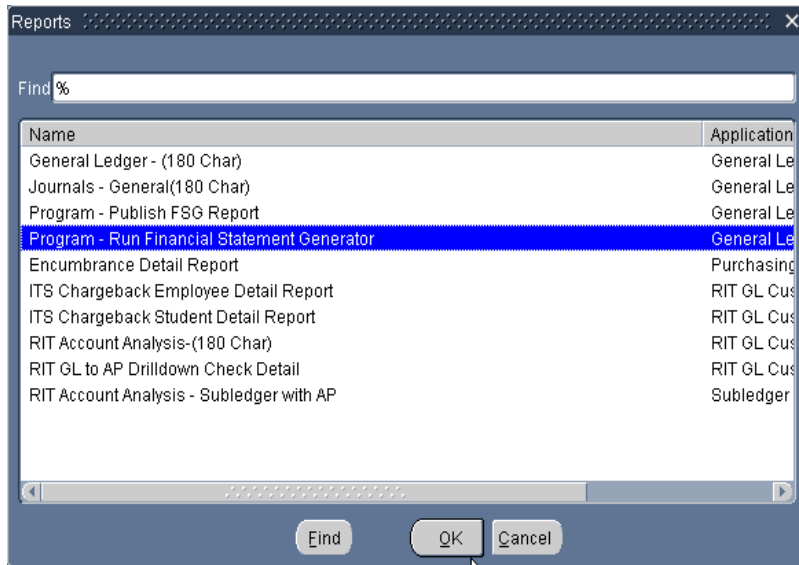 Reports
Find %
Name Application
General Ledger - (180 Char) General Le
Journals - General(180 Char) General Le
Program - Publish FSG Report General Le
Program - Run Financial Statement Generator General Le
Encumbrance Detail Report Purchasing
ITS Chargeback Employee Detail Report RIT GL Cus
ITS Chargeback Student Detail Report RIT GL Cus
RIT Account Analysis-(180 Char) RIT GL Cus
RIT GL to AP Drilldown Check Detail RIT GL Cus
RIT Account Analysis - Subledger with AP Subledger
Find OK Cancel